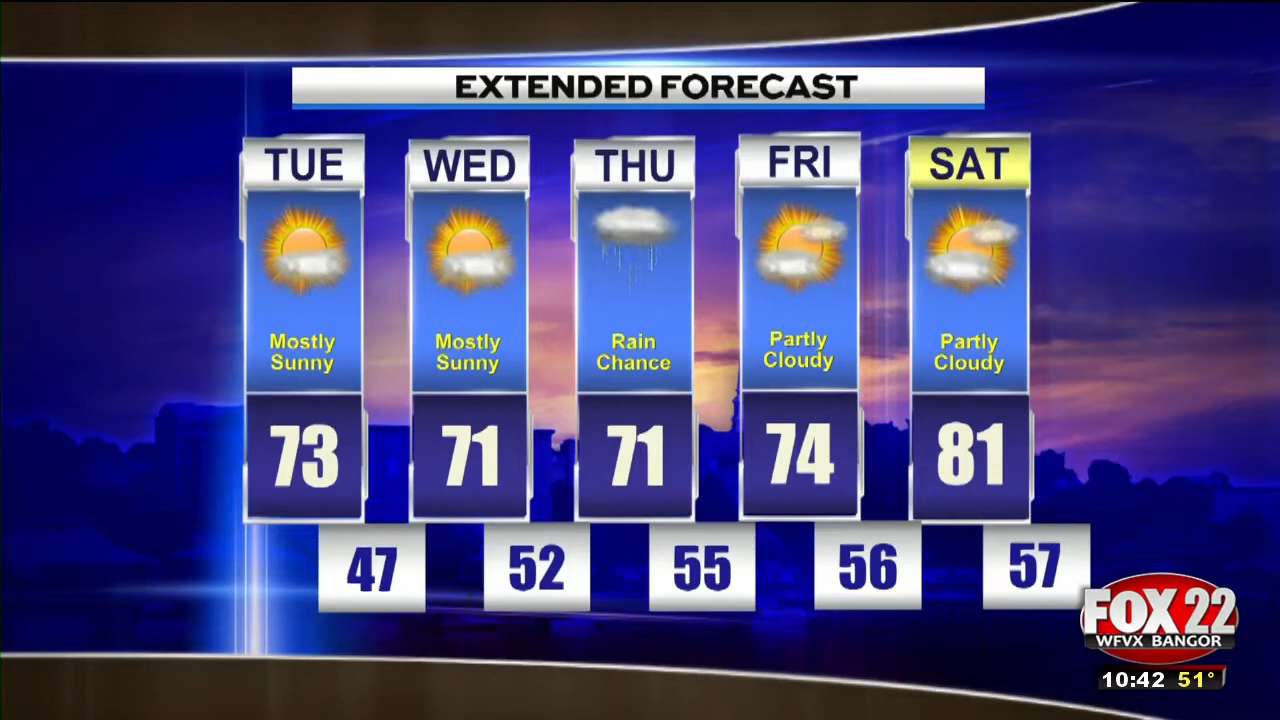 EXTENDED FORECAST
TUE WED THU FRI SAT
Mostly Sunny
Mostly Sunny
Rain Chance
Partly Cloudy
Partly Cloudy
73 71 71 74 81
47 52 55 56 57
FOX 22
WFVX BANGOR
10:42 51°